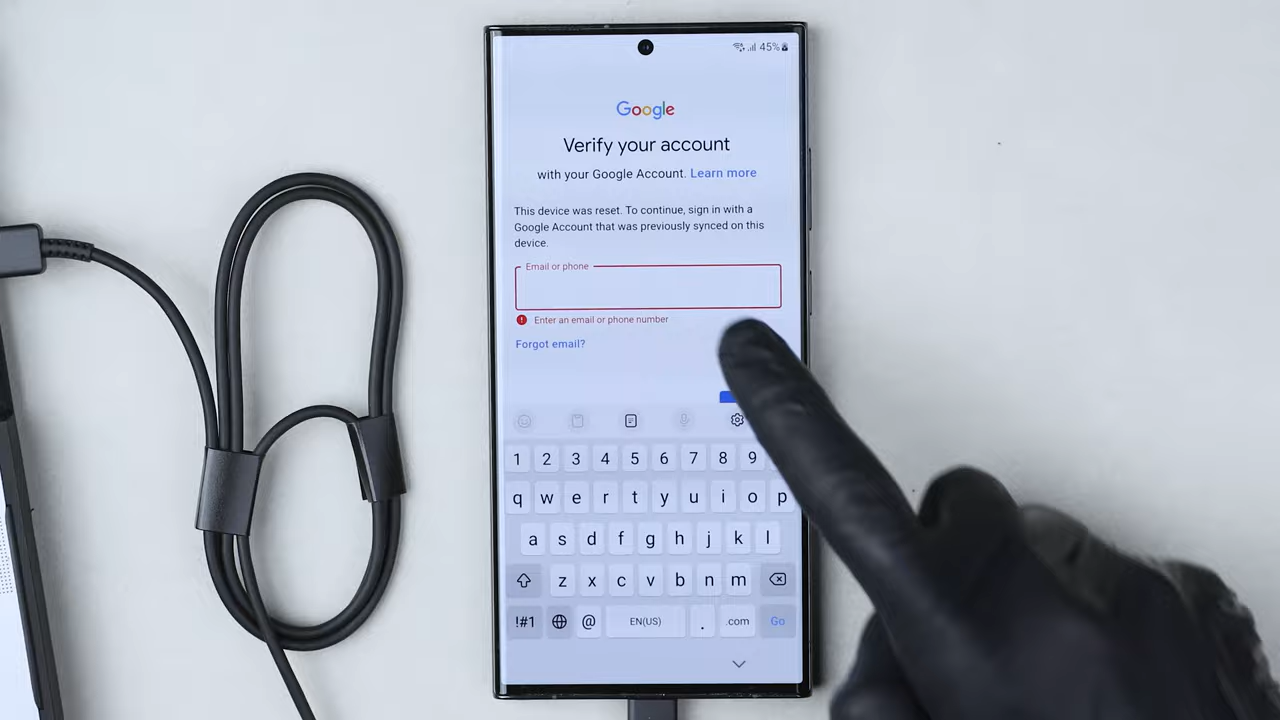 45%
Google
Verify your account
with your Google Account. Learn more
This device was reset. To continue, sign in with a
Google Account that was previously synced on this
device.
Email or phone
Enter an email or phone number
Forgot email?
1 2 3 4 5 6 7 8 9
q w e r t y u i o p
a s d f g h j k l
z x c v b n m
!#1 @ EN(US) . .com Go